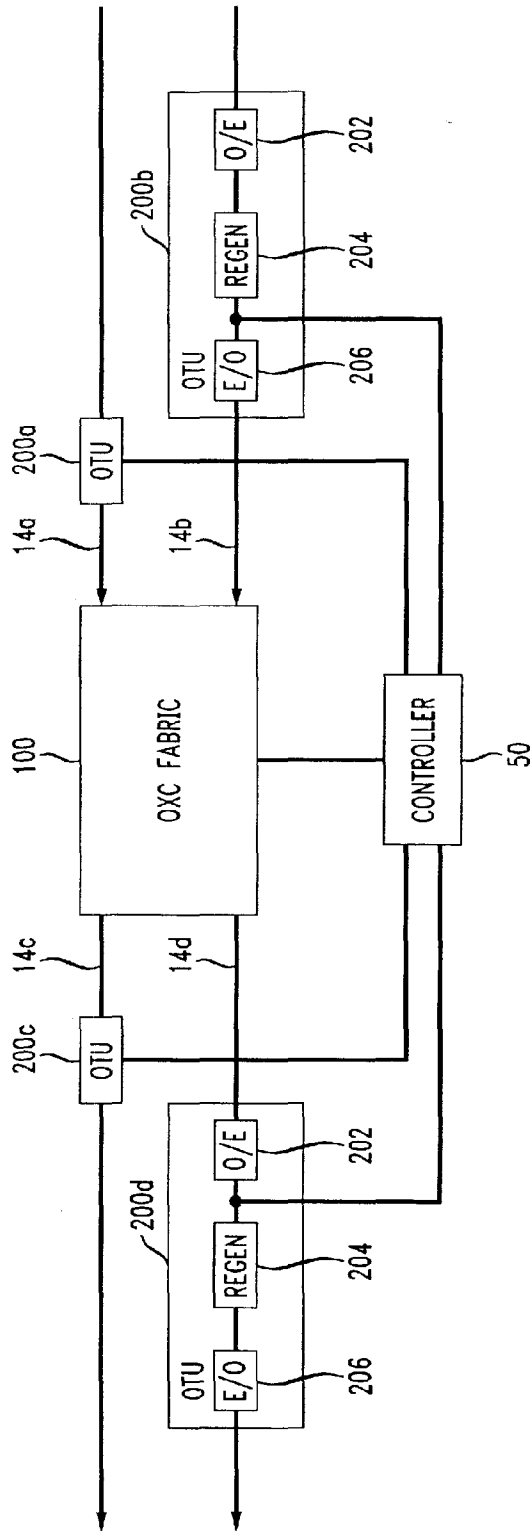 14c
100
14a
200a
200c
OTU
OTU
OXC FABRIC
200d
14d
14b
200b
OTU
E/O
REGEN
O/E
OTU
E/O
REGEN
O/E
206
204
202
206
204
202
CONTROLLER
50